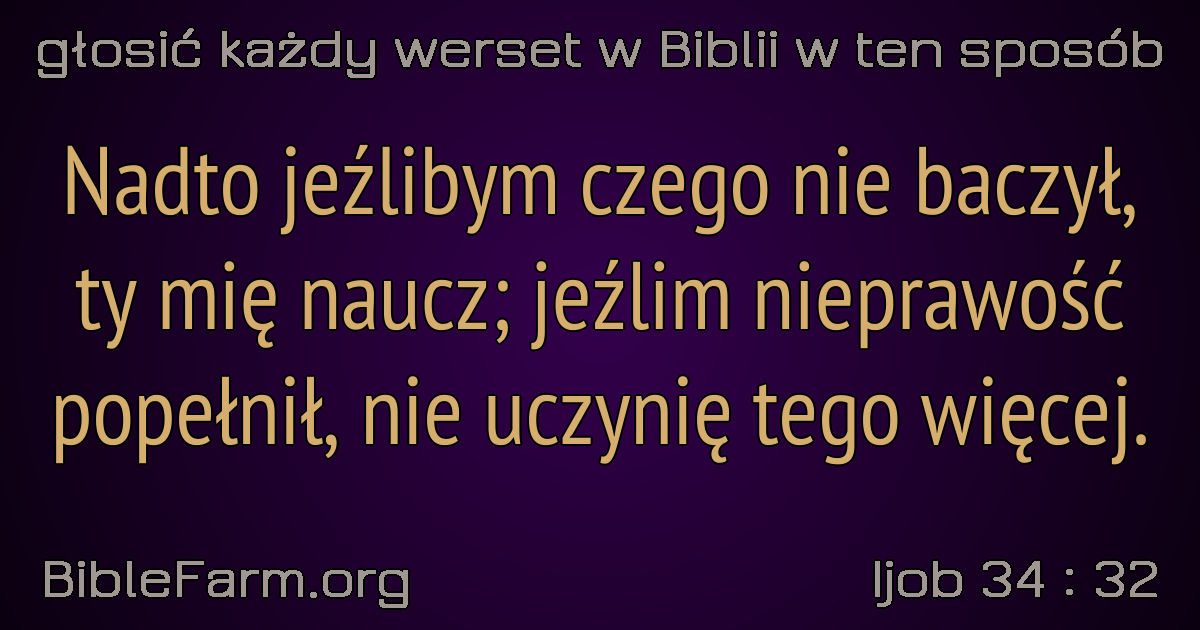 głosić każdy werset w Biblii w ten sposób
Nadto jeźlibym czego nie baczył,
ty mię naucz; jeźlim nieprawość
popełnił, nie uczynię tego więcej.
BibleFarm.org
Ijob 34 : 32